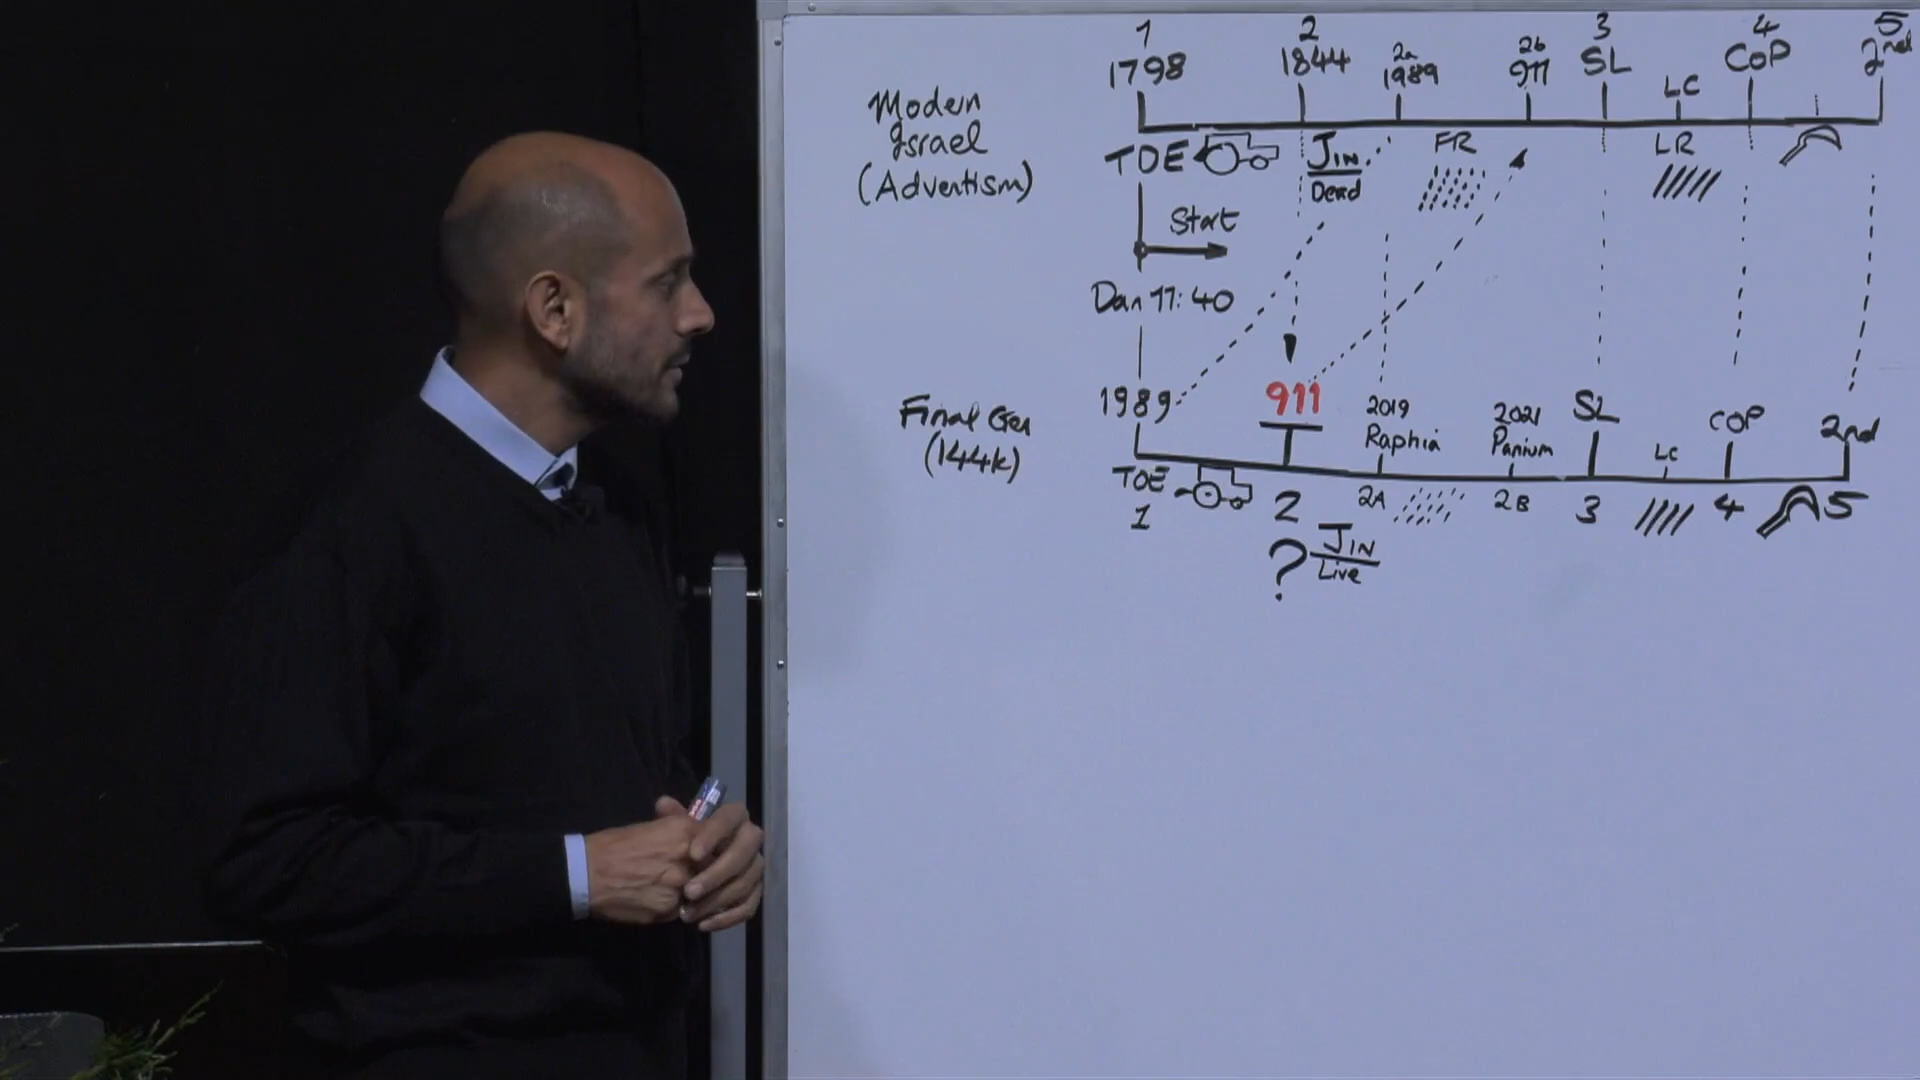 1 2 3 4 5
1798 1844 2a 1989 2b 911 SL LC COP 2nd
Modern
Israel
(Adventism)
TOE JIN Dead FR LR
Start
Dan 11:40
Final Gen
(144k)
1989 911 2019 Raphia 2021 Panium SL LC COP 2nd
TOE
1 2 2A 2B 3 4 5
? JIN
Live